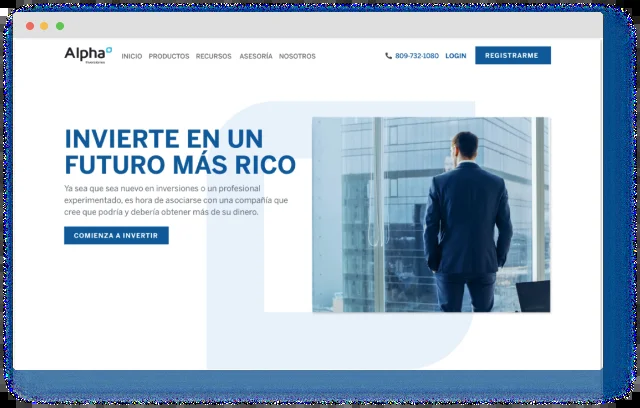 Alpha
INICIO PRODUCTOS RECURSOS ASESORÍA NOSOTROS
809-732-1080 LOGIN REGISTRARME
INVIERTE EN UN
FUTURO MÁS RICO
Ya sea que sea nuevo en inversiones o un profesional
experimentado, es hora de asociarse con una compañía que
cree que podría y debería obtener más de su dinero.
COMIENZA A INVERTIR